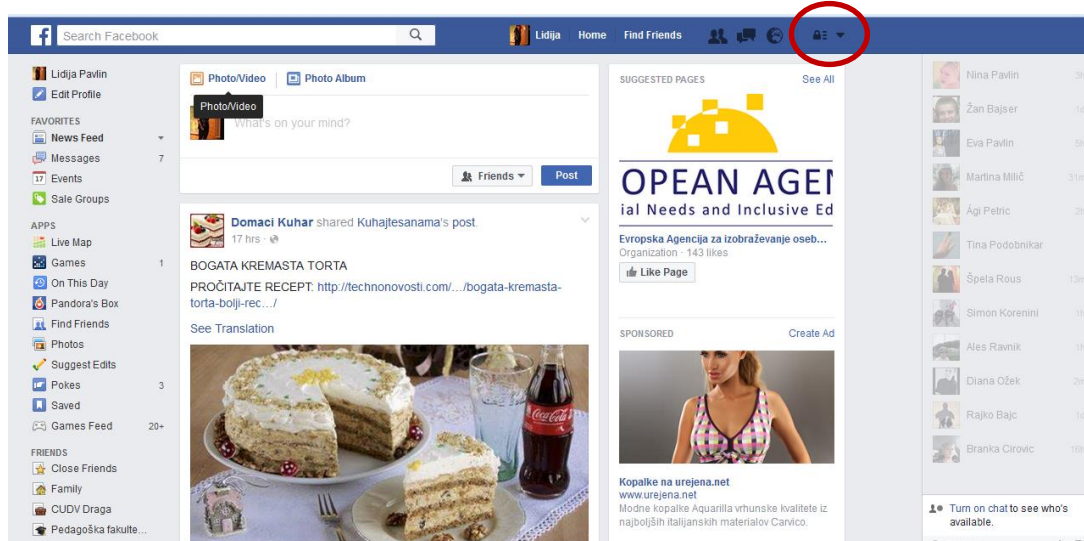 Search Facebook
Lidija
Home
Find Friends
Lidija Pavlin
Edit Profile
FAVORITES
News Feed
Messages 7
17 Events
Sale Groups
APPS
Live Map
Games 1
On This Day
Pandora's Box
Find Friends
Photos
Suggest Edits
Pokes 3
Saved
Games Feed 20+
FRIENDS
Close Friends
Family
CUDV Draga
Pedagoška fakulte...
Photo/Video
Photo Album
Photo/Video
What's on your mind?
Friends
Post
Domaci Kuhar shared Kuhajtesanama's post.
17 hrs ·
BOGATA KREMASTA TORTA
PROČITAJTE RECEPT: http://technonovosti.com/.../bogata-kremasta-
torta-bolji-rec.../
See Translation
Coca-Cola
SUGGESTED PAGES
See All
OPEAN AGEN
ial Needs and Inclusive Ed
Evropska Agencija za izobraževanje oseb...
Organization · 143 likes
Like Page
SPONSORED
Create Ad
Kopalke na urejena.net
www.urejena.net
Modne kopalke Aquarilla vrhunske kvalitete iz
najboljših italijanskih materialov Carvico.
Nina Pavlin
Žan Bajser
Eva Pavlin
Martina Milič
Ági Petric
Tina Podobnikar
Špela Rous
Simon Korenini
Ales Ravnik
Diana Ožek
Rajko Bajc
Branka Cirovic
Turn on chat to see who's
available.